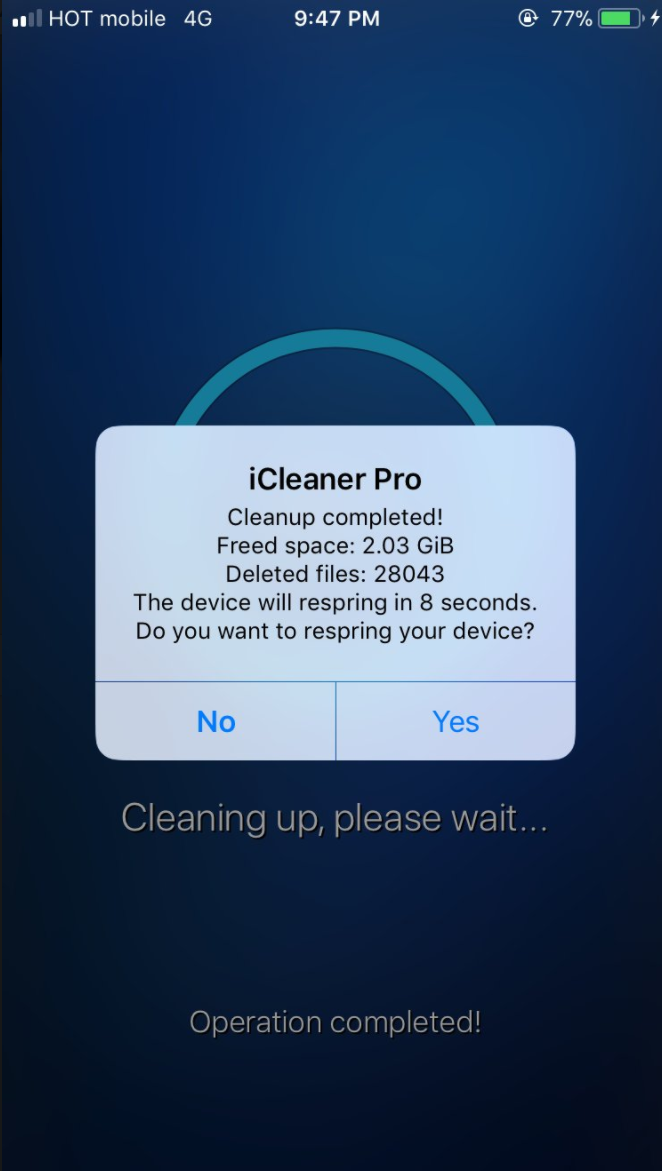 HOT mobile 4G 9:47 PM 77%
iCleaner Pro
Cleanup completed!
Freed space: 2.03 GiB
Deleted files: 28043
The device will respring in 8 seconds.
Do you want to respring your device?
No Yes
Cleaning up, please wait...
Operation completed!